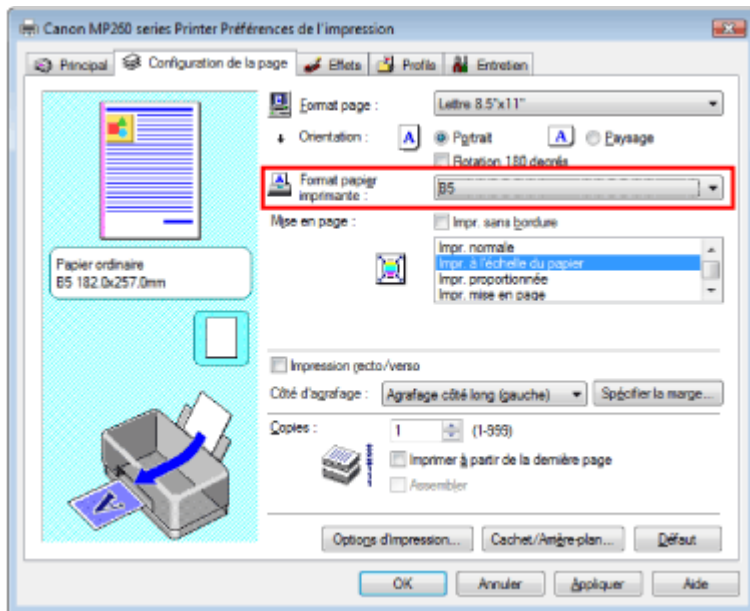 Canon MP260 series Printer Préférences de l'impression
Principal Configuration de la page Effets Profils Entretien
Format page : Lettre 8.5"x11"
Orientation : A Portrait A Paysage
Rotation 180 degrés
Format papier imprimante : B5
Mise en page : Impr. sans bordure
Impr. normale
Impr. à l'échelle du papier
Impr. proportionnée
Impr. mise en page
Papier ordinaire
B5 182.0x257.0mm
Impression recto/verso
Côté d'agrafage : Agrafage côté long (gauche) Spécifier la marge...
Copies : 1 (1-999)
Imprimer à partir de la dernière page
Assembler
Options d'impression... Cachet/Arrière-plan... Défaut
OK Annuler Appliquer Aide